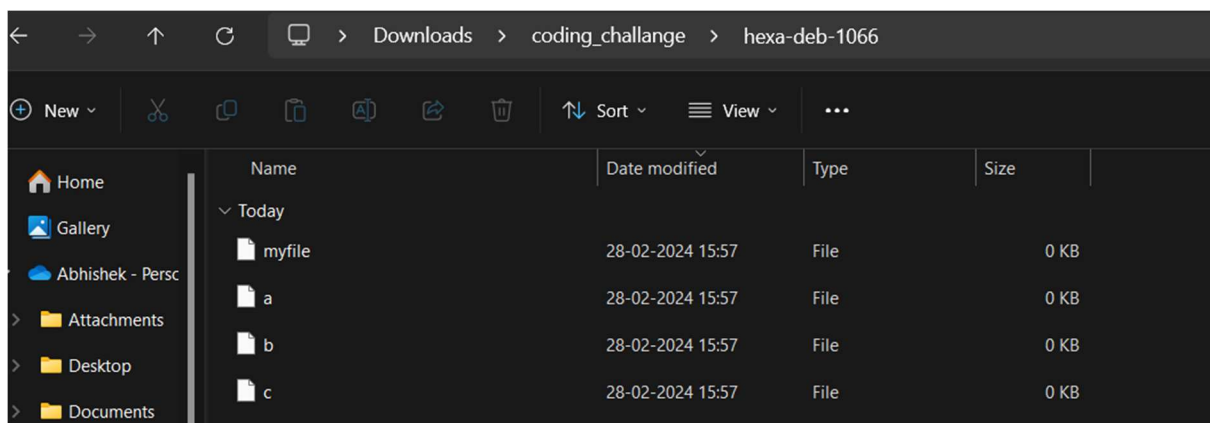 Downloads > coding_challange > hexa-deb-1066
New Sort View
Name Date modified Type Size
Home
Today
Gallery
myfile 28-02-2024 15:57 File 0 KB
Abhishek - Persc
a 28-02-2024 15:57 File 0 KB
Attachments
b 28-02-2024 15:57 File 0 KB
Desktop
c 28-02-2024 15:57 File 0 KB
Documents